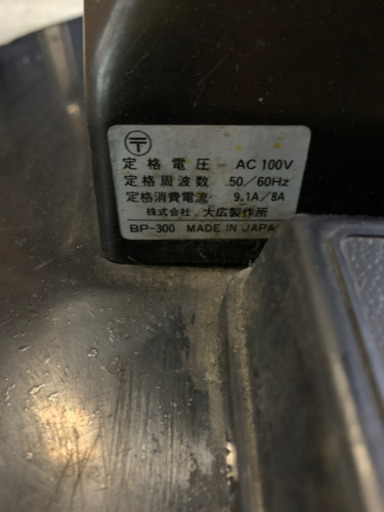 〒
定格電圧 AC 100V
定格周波数 50/60Hz
定格消費電流 9.1A/8A
株式会社 大広製作所
BP-300 MADE IN JAPA